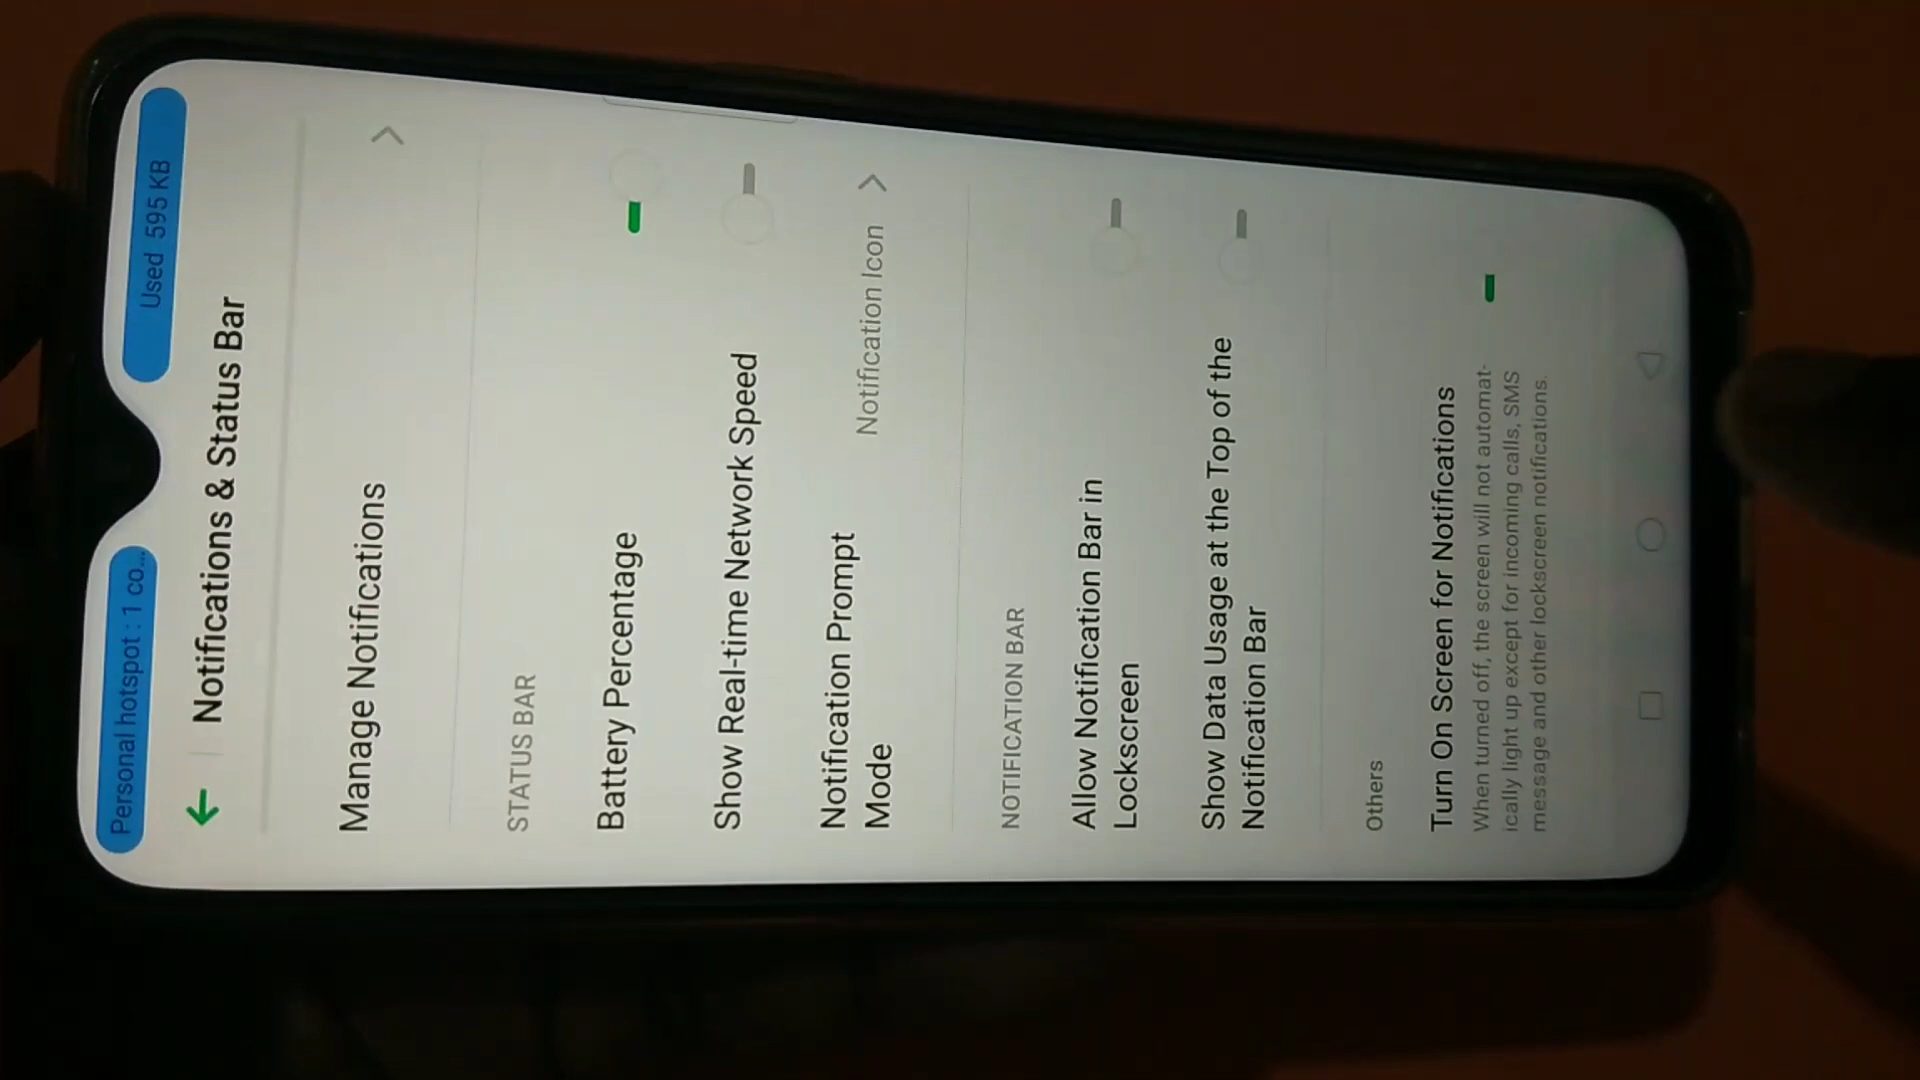 Personal hotspot : 1 co... Used 595 KB
Notifications & Status Bar
Manage Notifications
STATUS BAR
Battery Percentage
Show Real-time Network Speed
Notification Prompt
Mode
Notification Icon
NOTIFICATION BAR
Allow Notification Bar in
Lockscreen
Show Data Usage at the Top of the
Notification Bar
Others
Turn On Screen for Notifications
When turned off, the screen will not automat-
ically light up except for incoming calls, SMS
message and other lockscreen notifications.